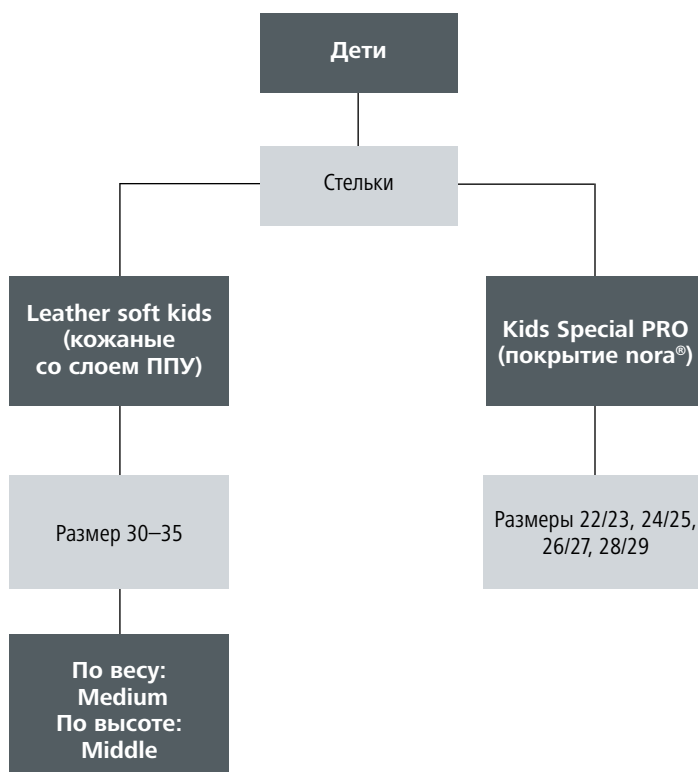 Дети
Стельки
Leather soft kids
(кожаные
со слоем ППУ)
Kids Special PRO
(покрытие nora®)
Размер 30–35
Размеры 22/23, 24/25,
26/27, 28/29
По весу:
Medium
По высоте:
Middle